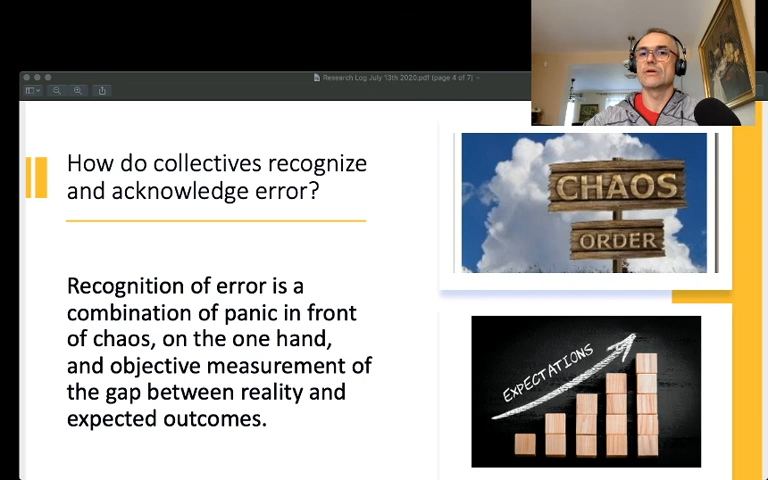 Research Log July 13th 2020.pdf (page 4 of 7)
How do collectives recognize
and acknowledge error?
CHAOS
ORDER
Recognition of error is a
combination of panic in front
of chaos, on the one hand,
and objective measurement of
the gap between reality and
expected outcomes.
EXPECTATIONS